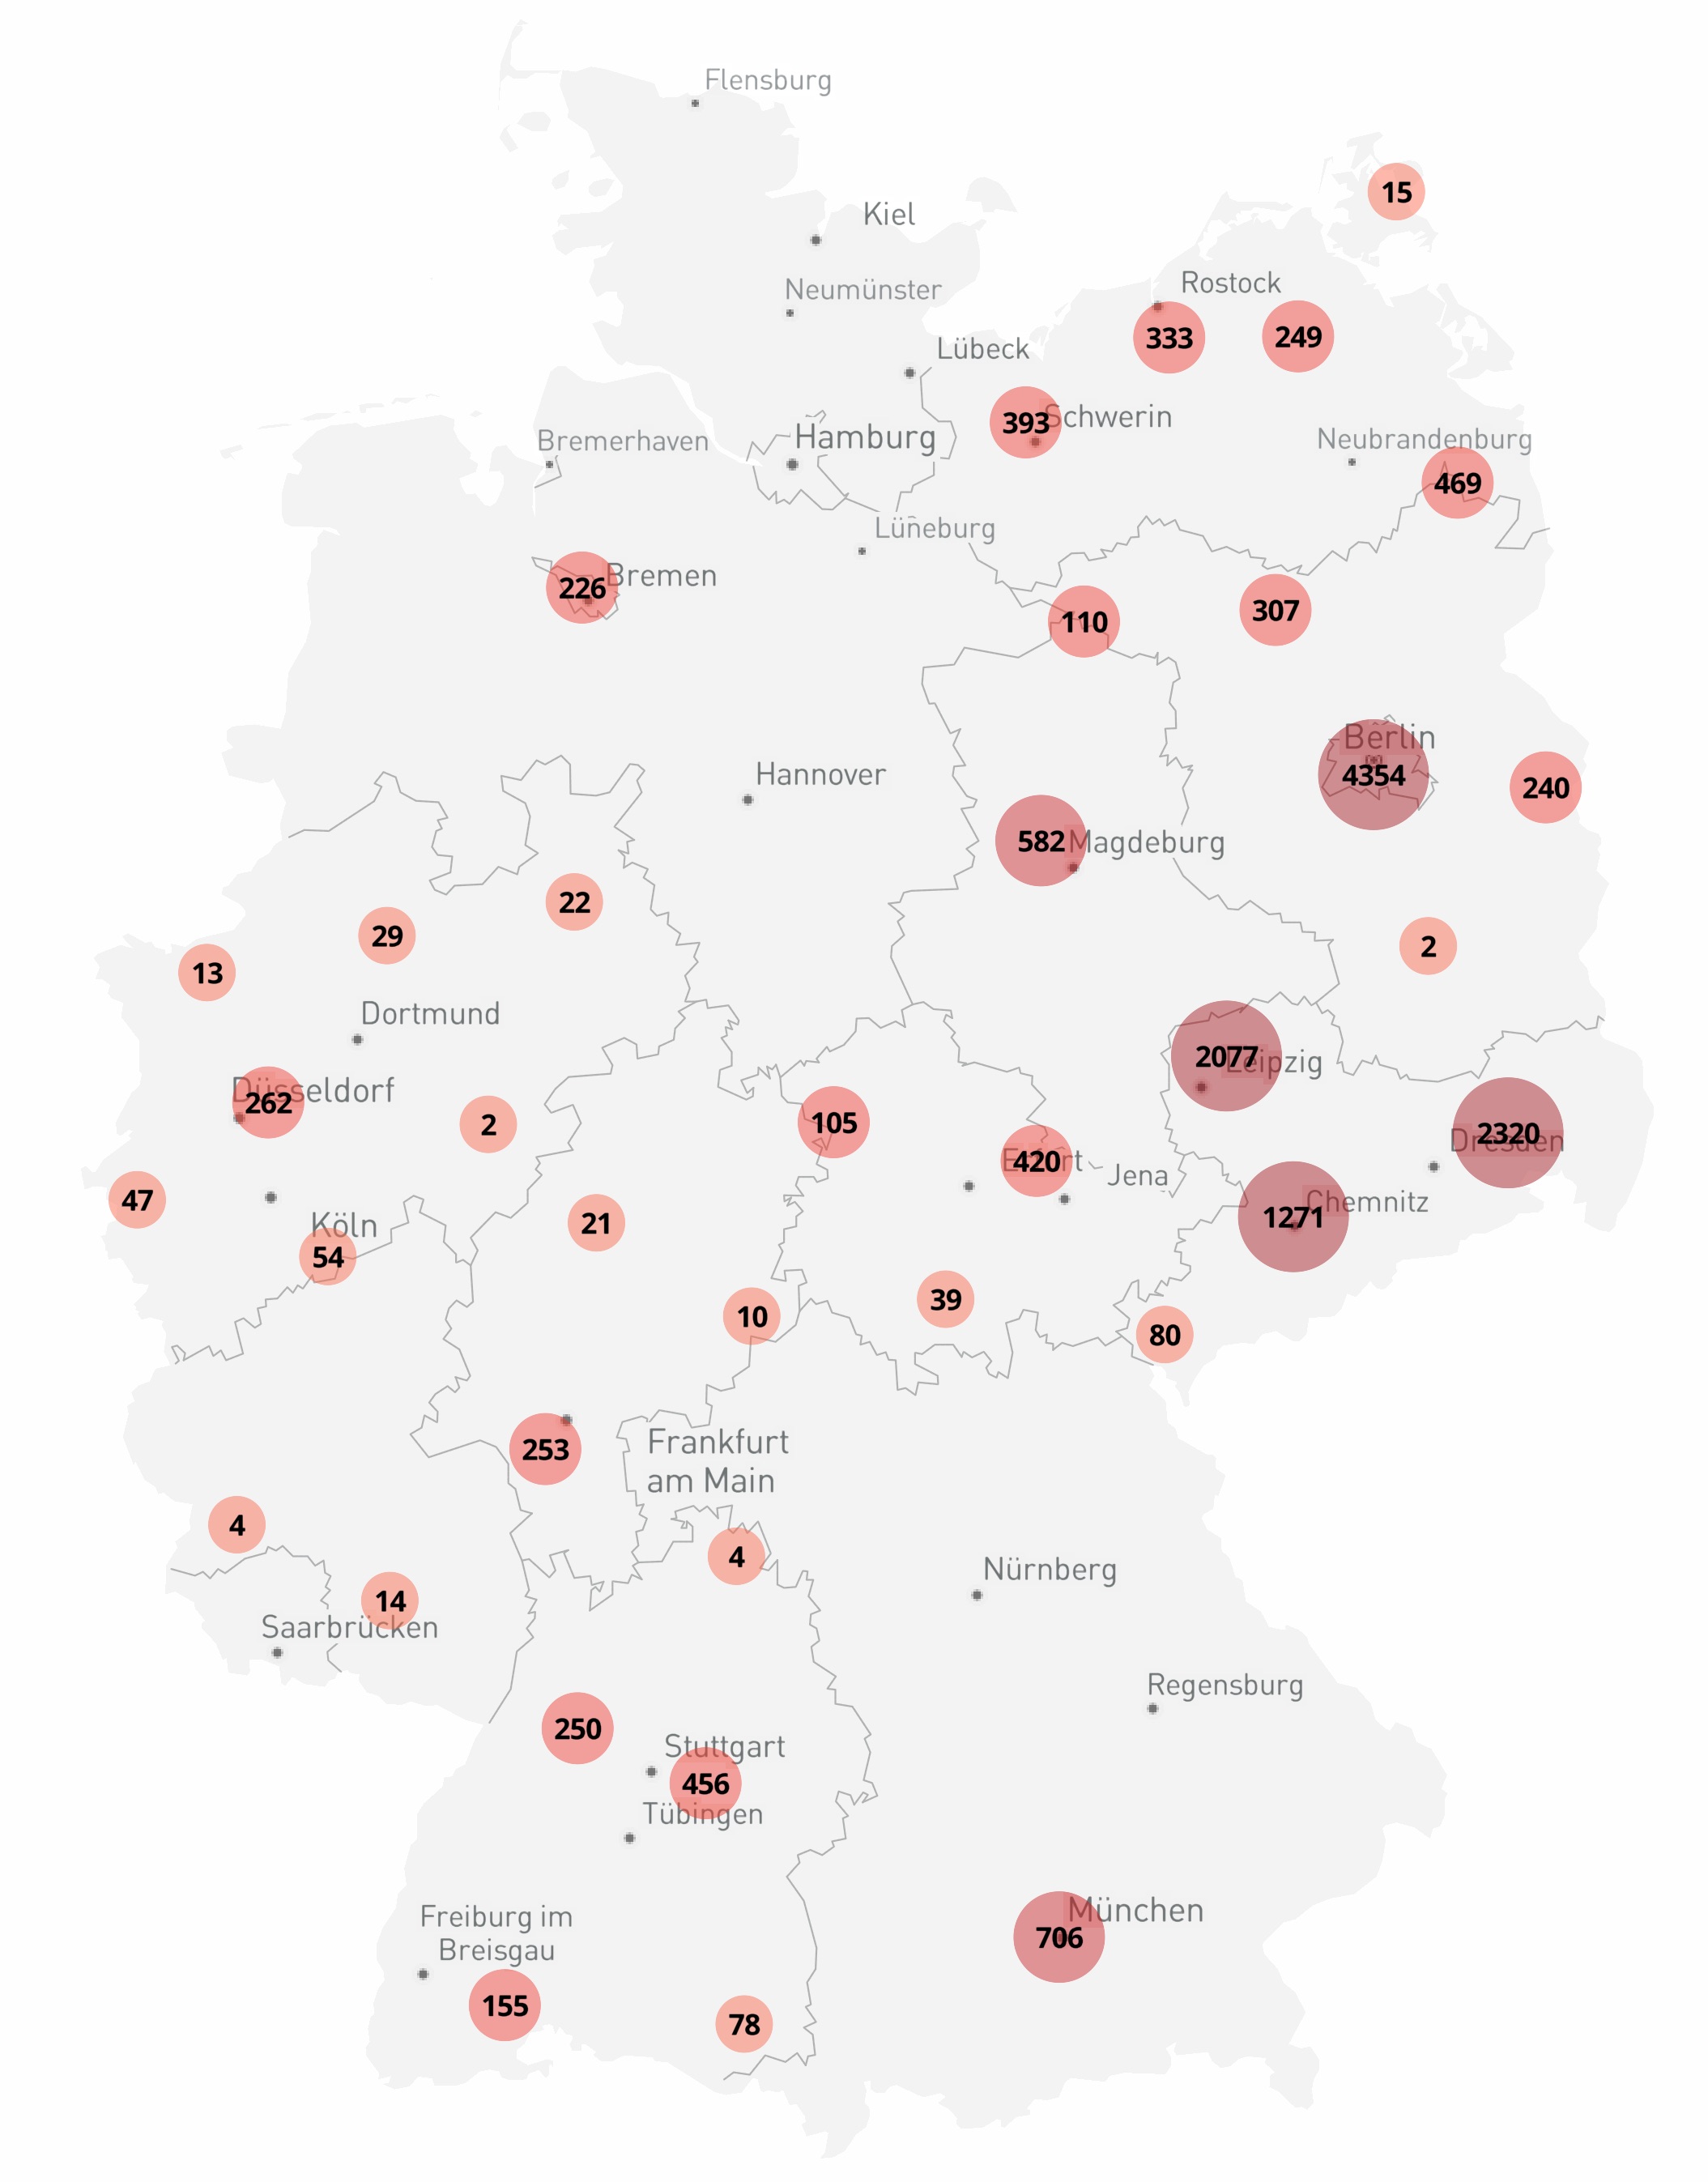 Flensburg
15
Kiel
Rostock
Neumünster
333
249
Lübeck
393
Schwerin
Hamburg
Bremerhaven
Neubrandenburg
469
Lüneburg
226
Bremen
110
307
Berlin
4354
Hannover
240
582
Magdeburg
22
29
2
13
Dortmund
2077
Leipzig
Düsseldorf
262
2
105
2320
Dresden
420
Erfurt
Jena
47
Köln
21
1271
Chemnitz
54
39
10
80
253
Frankfurt
am Main
4
4
Nürnberg
14
Saarbrücken
Regensburg
250
Stuttgart
456
Tübingen
München
706
Freiburg im
Breisgau
155
78